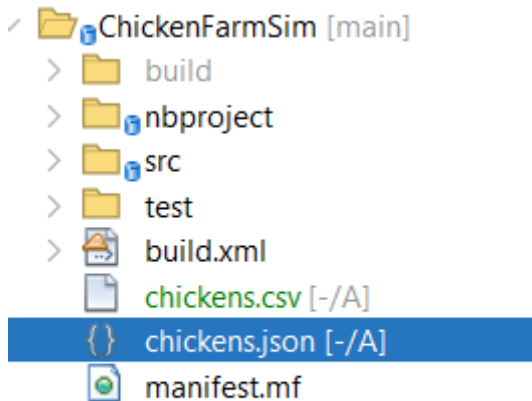 ChickenFarmSim [main]
build
nbproject
src
test
build.xml
chickens.csv [-/A]
chickens.json [-/A]
manifest.mf